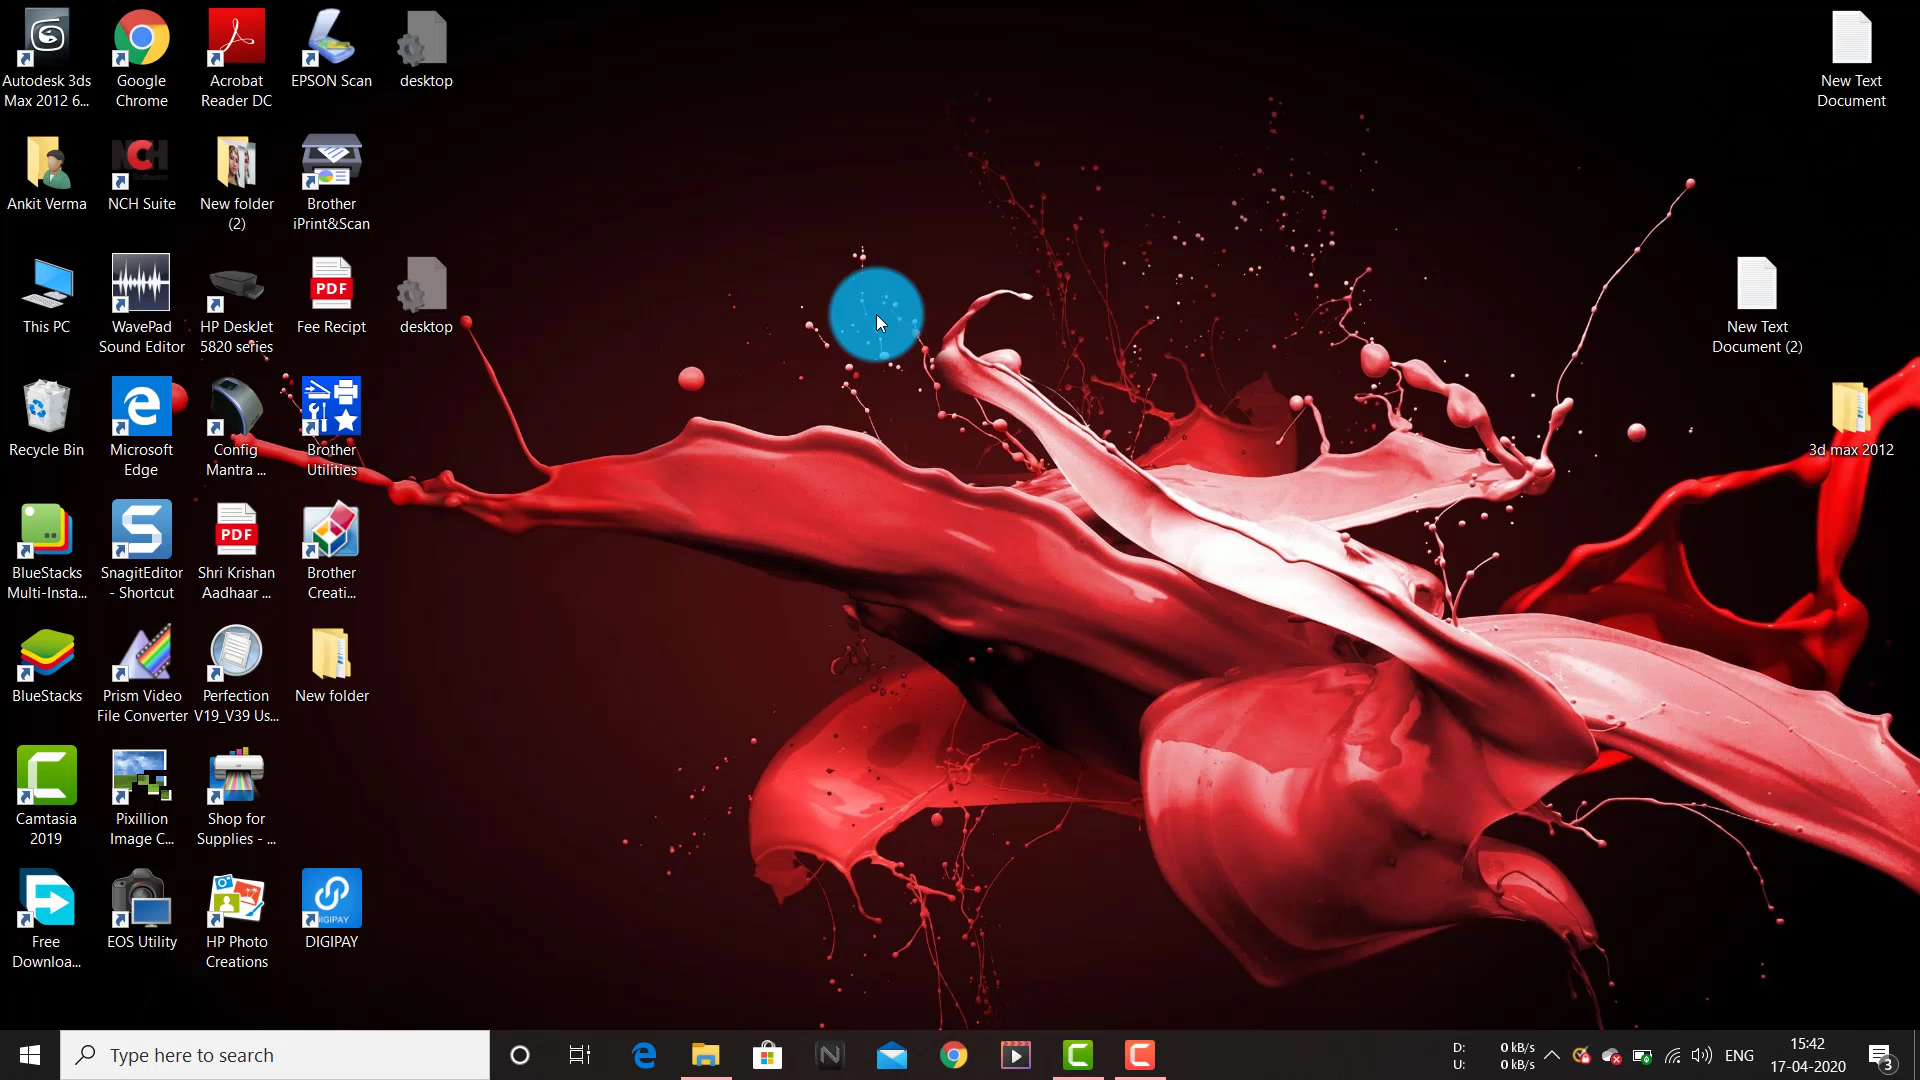 Autodesk 3ds
Max 2012 6...
Google
Chrome
Acrobat
Reader DC
EPSON Scan
desktop
New Text
Document
Ankit Verma
NCH
NCH Suite
New folder
(2)
Brother
iPrint&Scan
This PC
WavePad
Sound Editor
HP DeskJet
5820 series
PDF
Fee Recipt
desktop
New Text
Document (2)
Recycle Bin
Microsoft
Edge
Config
Mantra ...
Brother
Utilities
3d max 2012
BlueStacks
Multi-Insta...
SnagitEditor
- Shortcut
PDF
Shri Krishan
Aadhaar ...
Brother
Creati...
BlueStacks
Prism Video
File Converter
Perfection
V19_V39 Us...
New folder
Camtasia
2019
Pixillion
Image C...
Shop for
Supplies - ...
Free
Downloa...
EOS Utility
HP Photo
Creations
DIGIPAY
DIGIPAY
Type here to search
D: 0 kB/s
U: 0 kB/s
ENG
15:42
17-04-2020
3